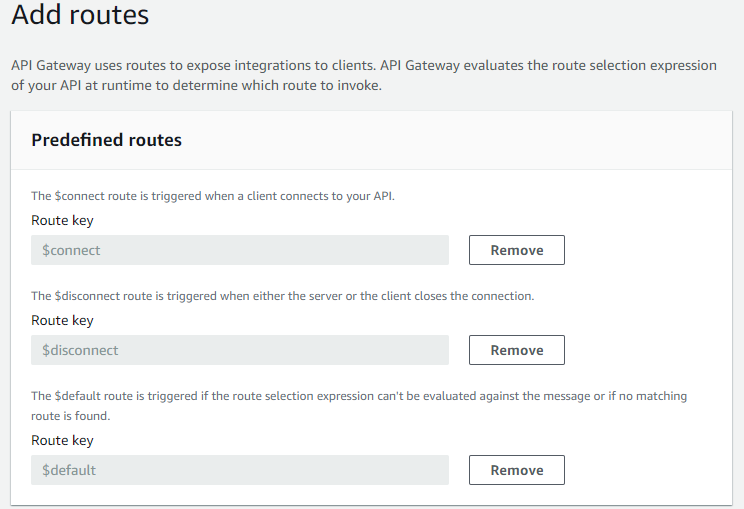 Add routes
API Gateway uses routes to expose integrations to clients. API Gateway evaluates the route selection expression
of your API at runtime to determine which route to invoke.
Predefined routes
The $connect route is triggered when a client connects to your API.
Route key
$connect
Remove
The $disconnect route is triggered when either the server or the client closes the connection.
Route key
$disconnect
Remove
The $default route is triggered if the route selection expression can't be evaluated against the message or if no matching
route is found.
Route key
$default
Remove